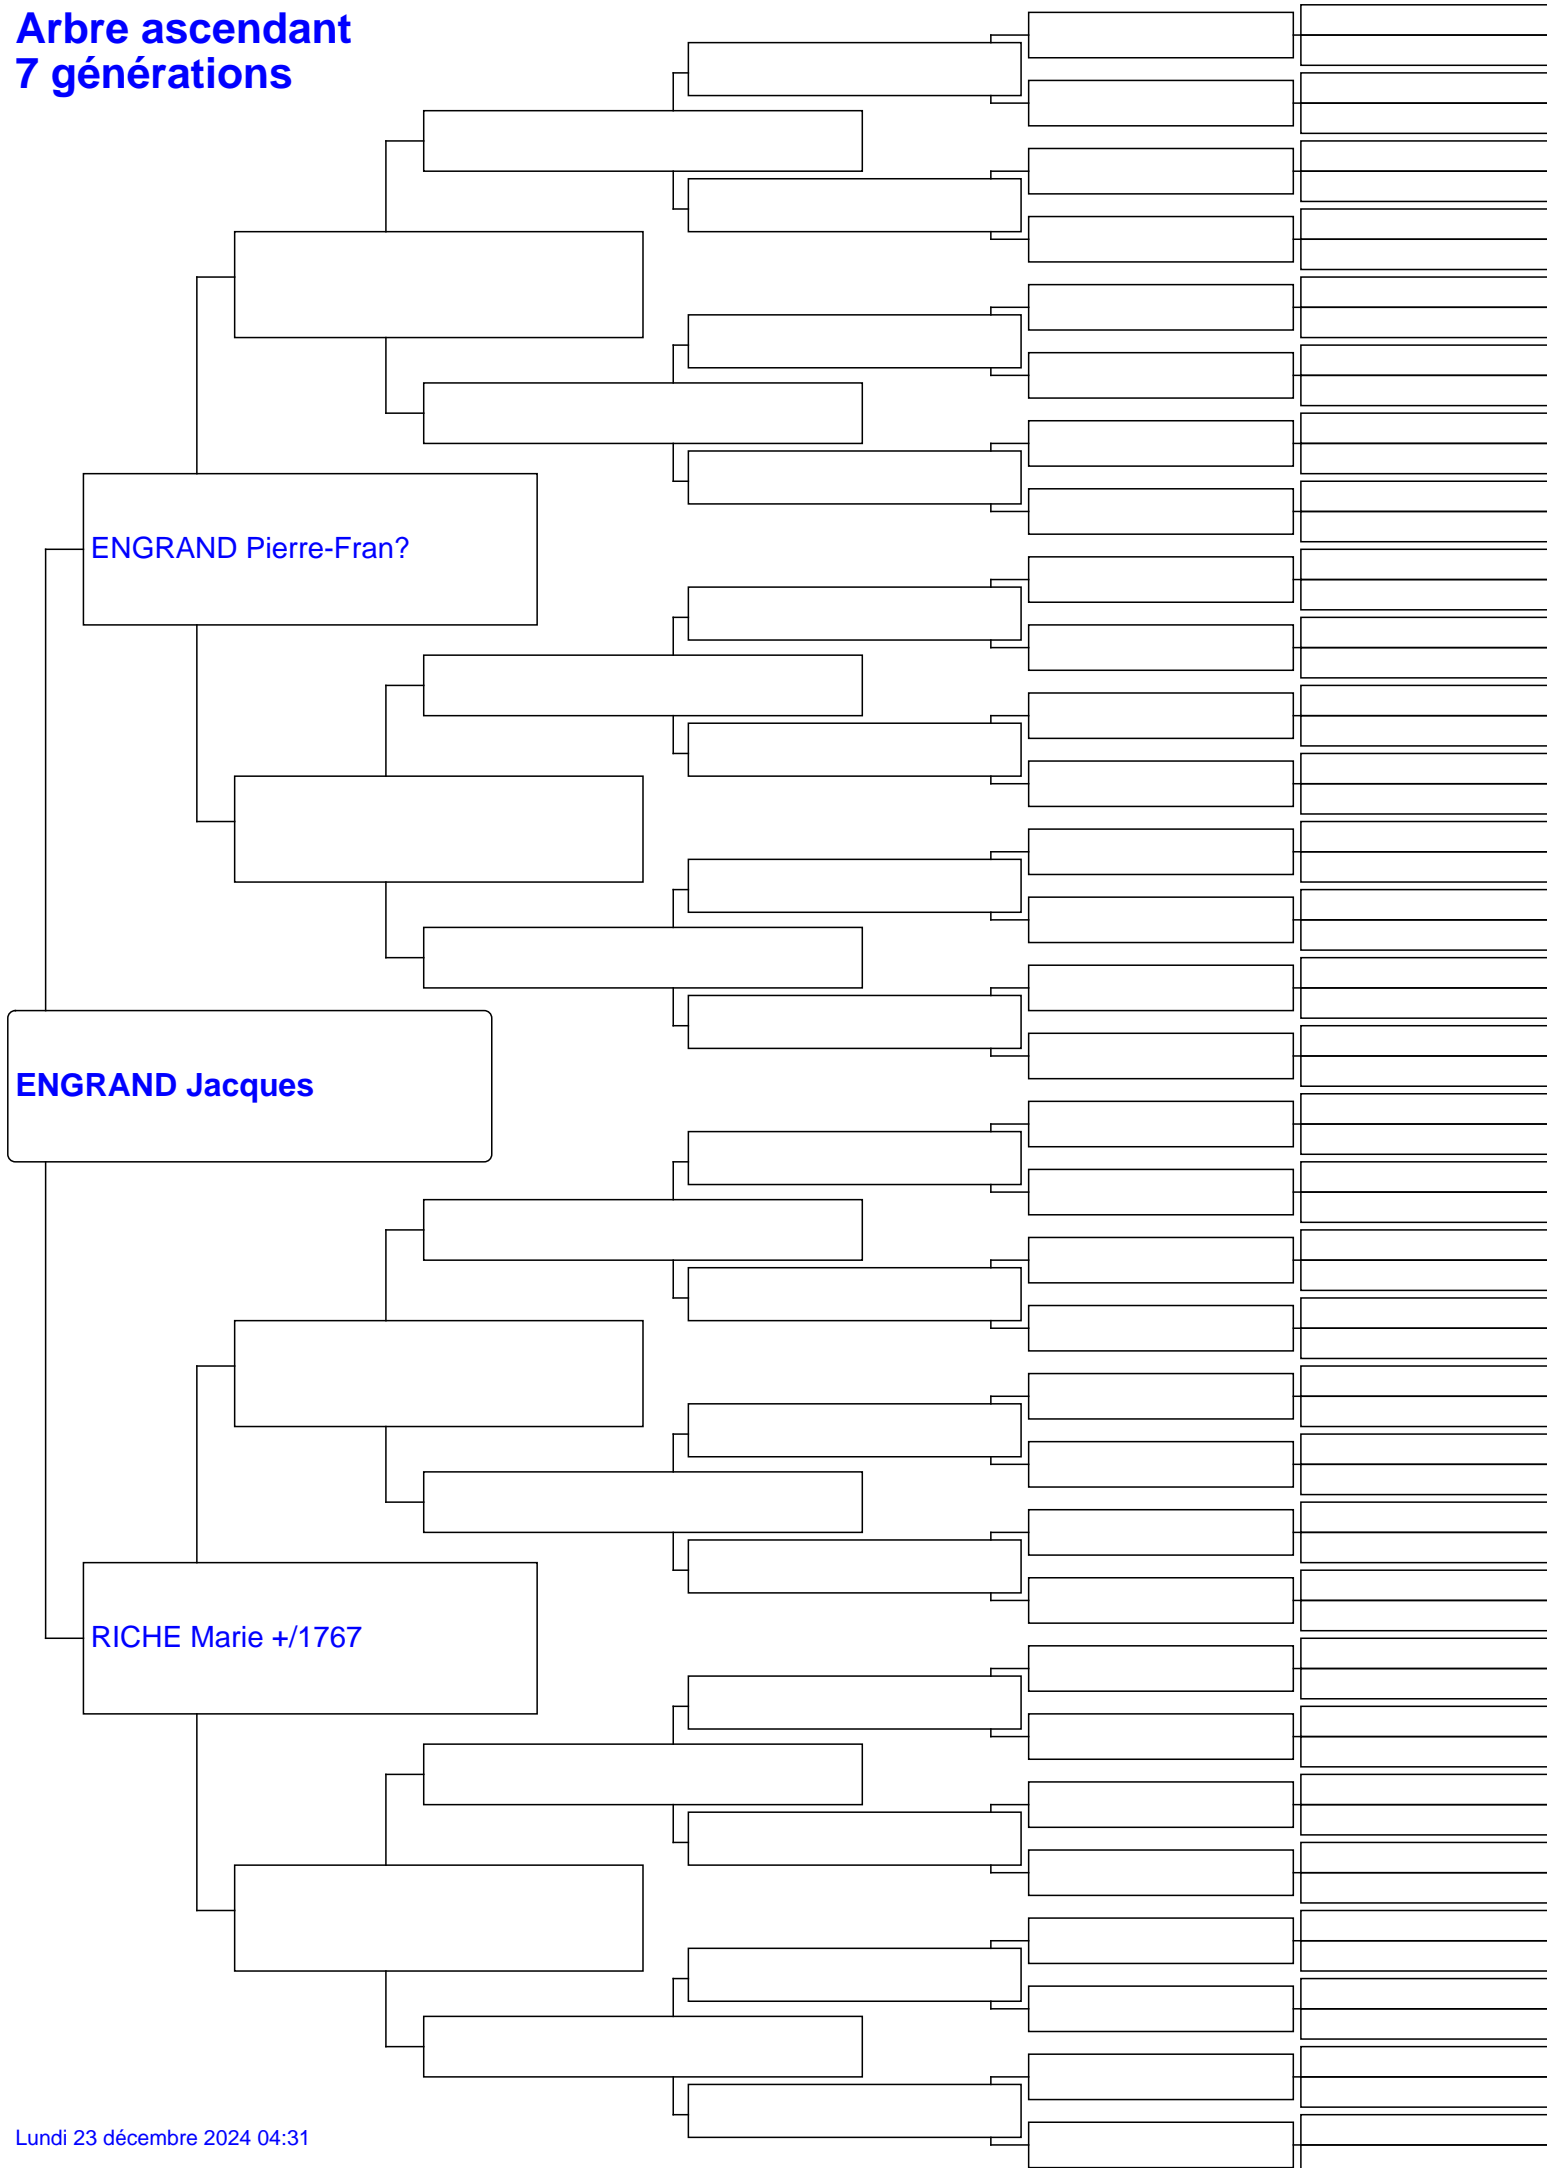 Arbre ascendant
7 générations
ENGRAND Pierre-Fran?
ENGRAND Jacques
RICHE Marie +/1767
Lundi 23 décembre 2024 04:31